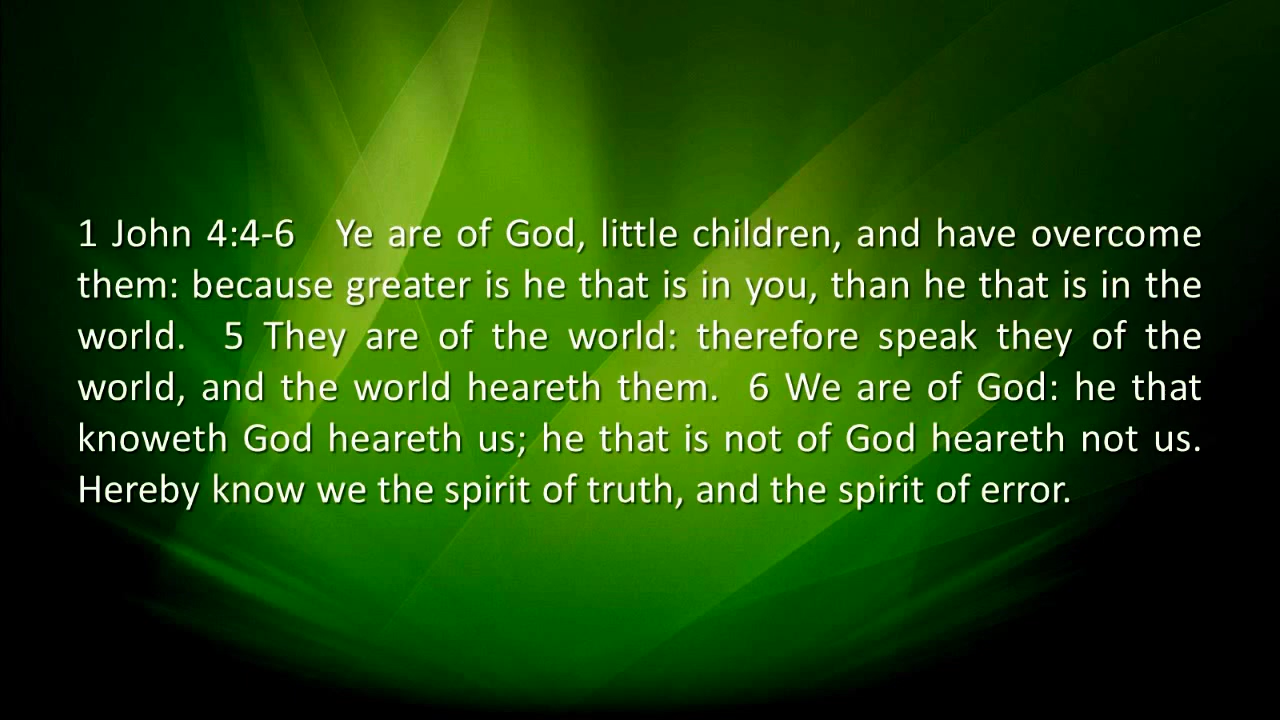 1 John 4:4-6   Ye are of God, little children, and have overcome
them: because greater is he that is in you, than he that is in the
world.  5 They are of the world: therefore speak they of the
world, and the world heareth them.  6 We are of God: he that
knoweth God heareth us; he that is not of God heareth not us.
Hereby know we the spirit of truth, and the spirit of error.